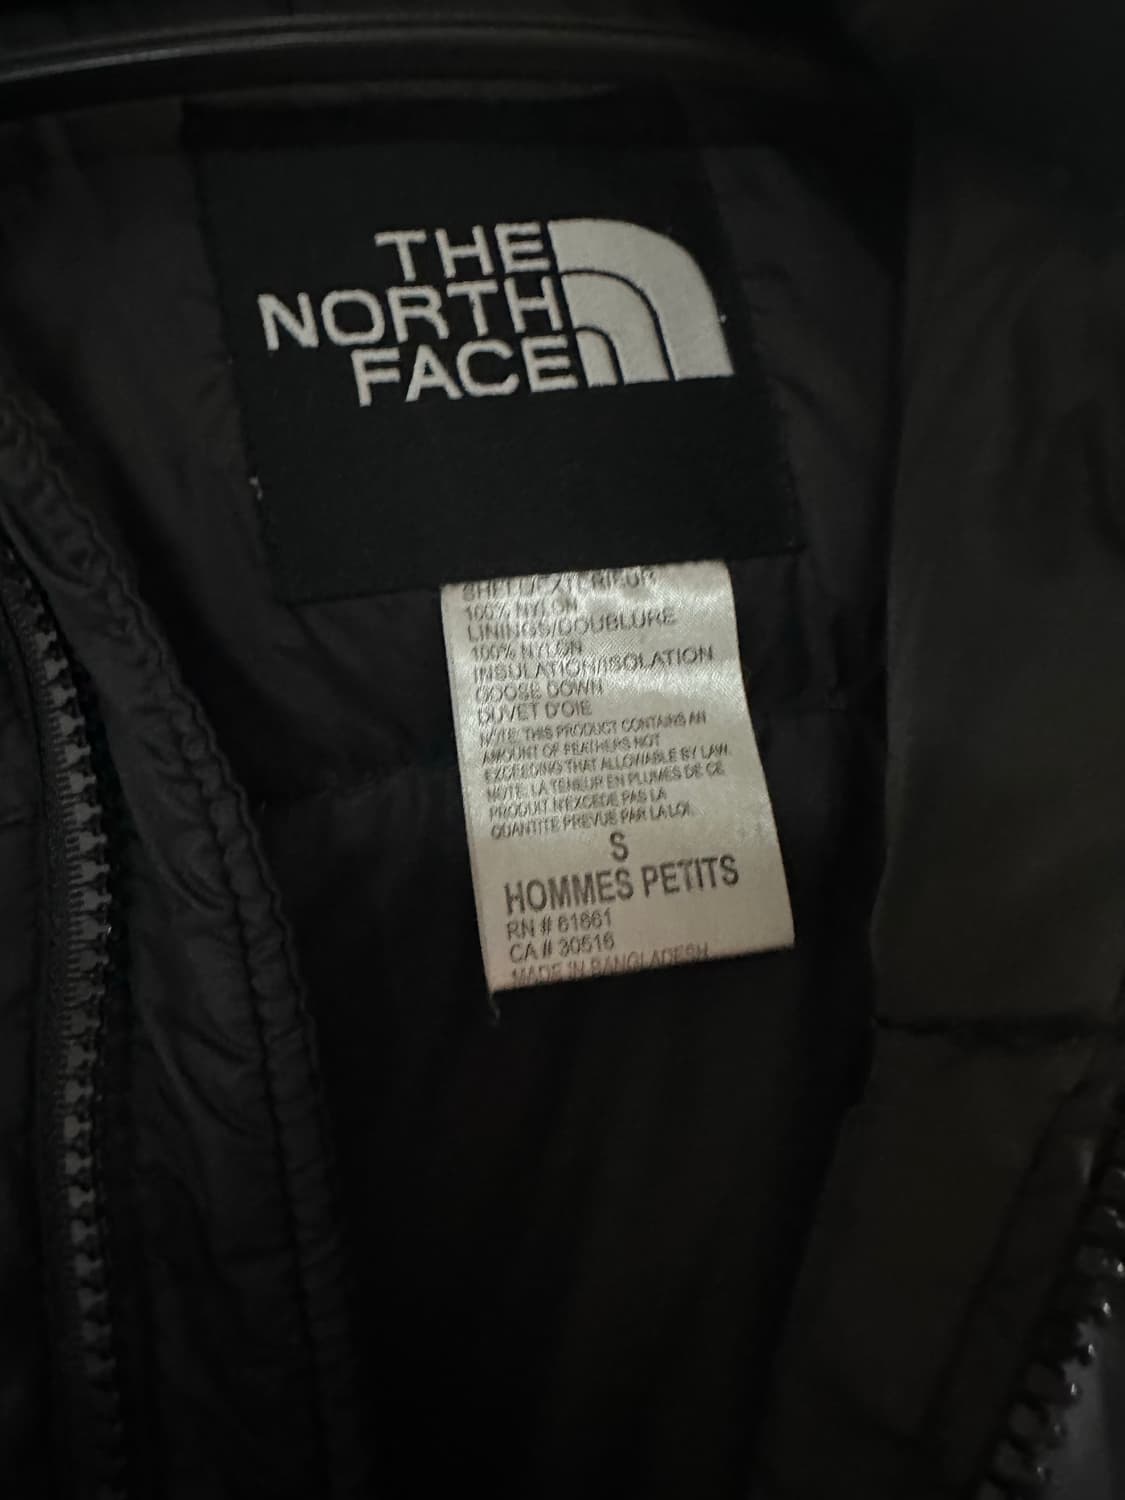 THE
NORTH
FACE
SHELL/EXTERIEUR
100% NYLON
LININGS/DOUBLURE
100% NYLON
INSULATION/ISOLATION
GOOSE DOWN
DUVET D'OIE
NOTE: THIS PRODUCT CONTAINS AN
AMOUNT OF FEATHERS NOT
EXCEEDING THAT ALLOWABLE BY LAW.
NOTE. LA TENEUR EN PLUMES DE CE
PRODUIT N'EXCEDE PAS LA
QUANTITE PREVUE PAR LA LOI.
S
HOMMES PETITS
RN # 61661
CA # 30516
MADE IN BANGLADESH